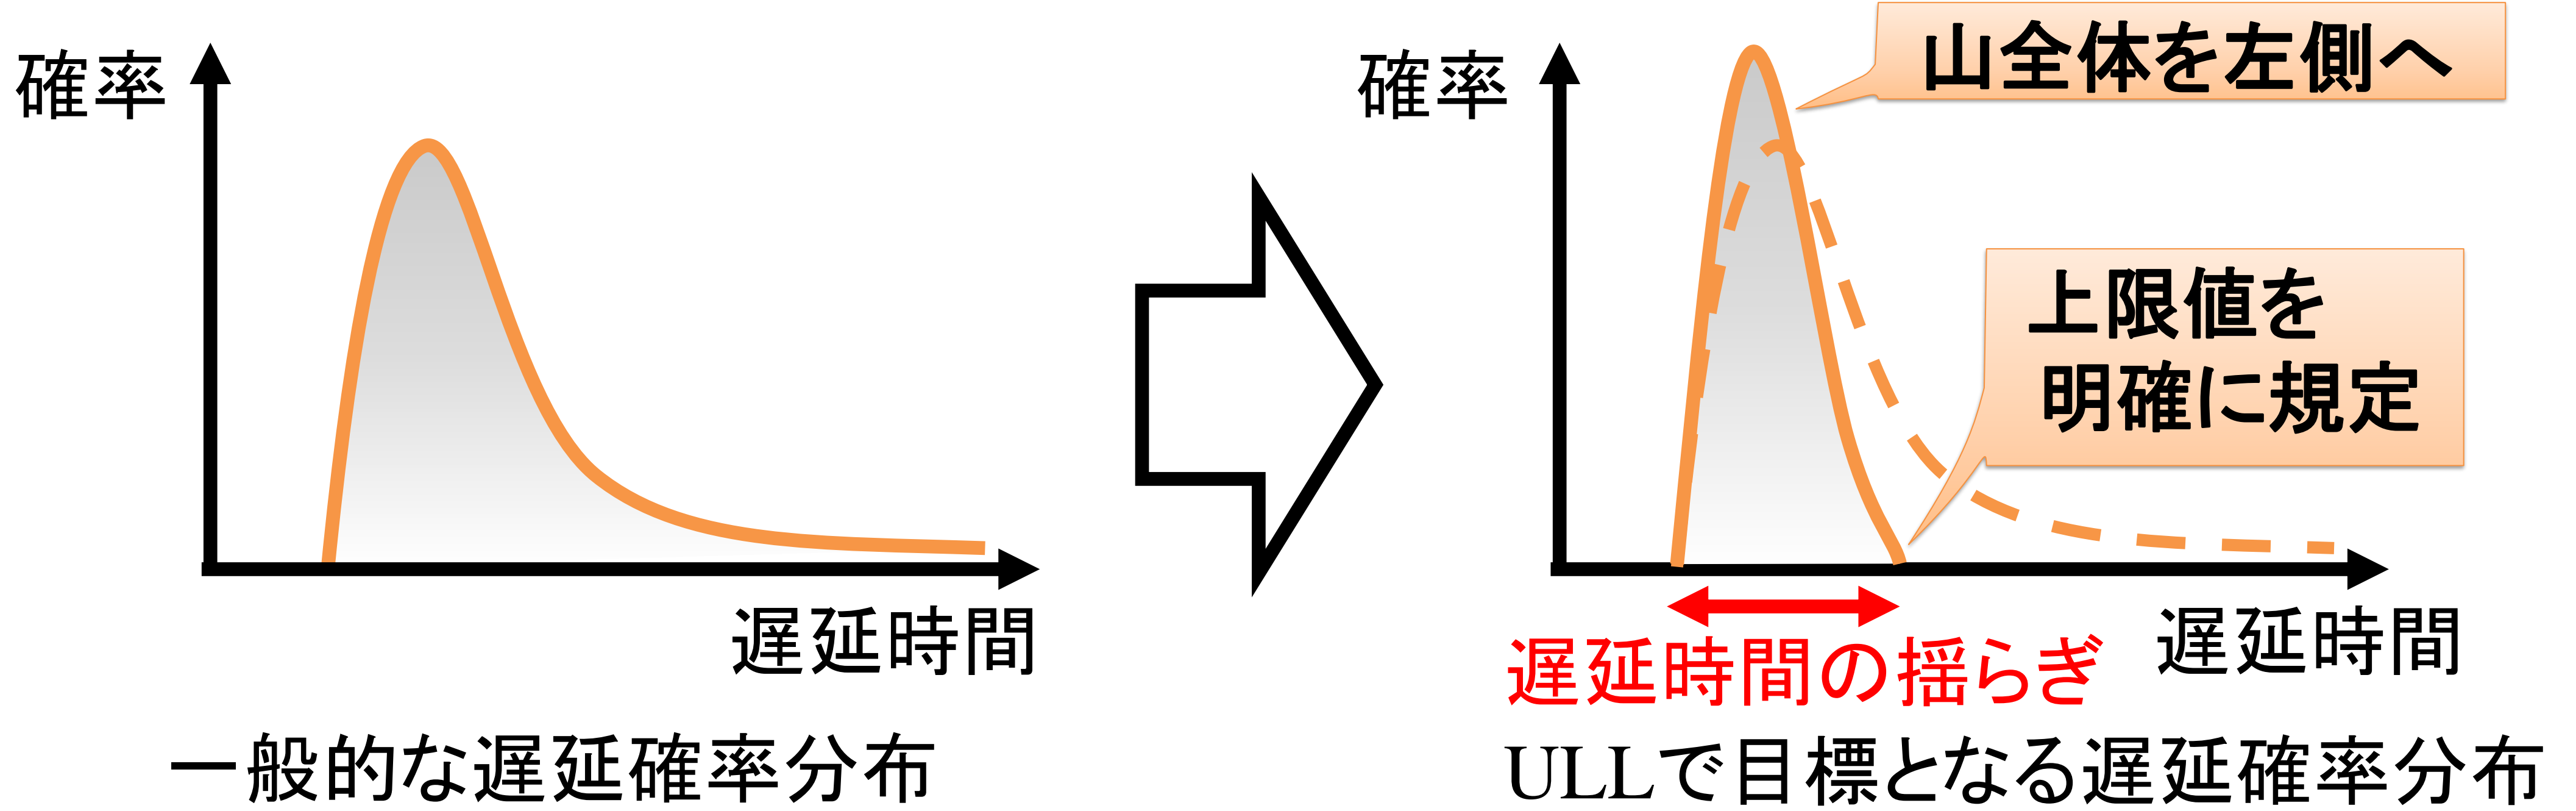 確率
遅延時間
一般的な遅延確率分布
確率
山全体を左側へ
上限値を
明確に規定
遅延時間
遅延時間の揺らぎ
ULLで目標となる遅延確率分布